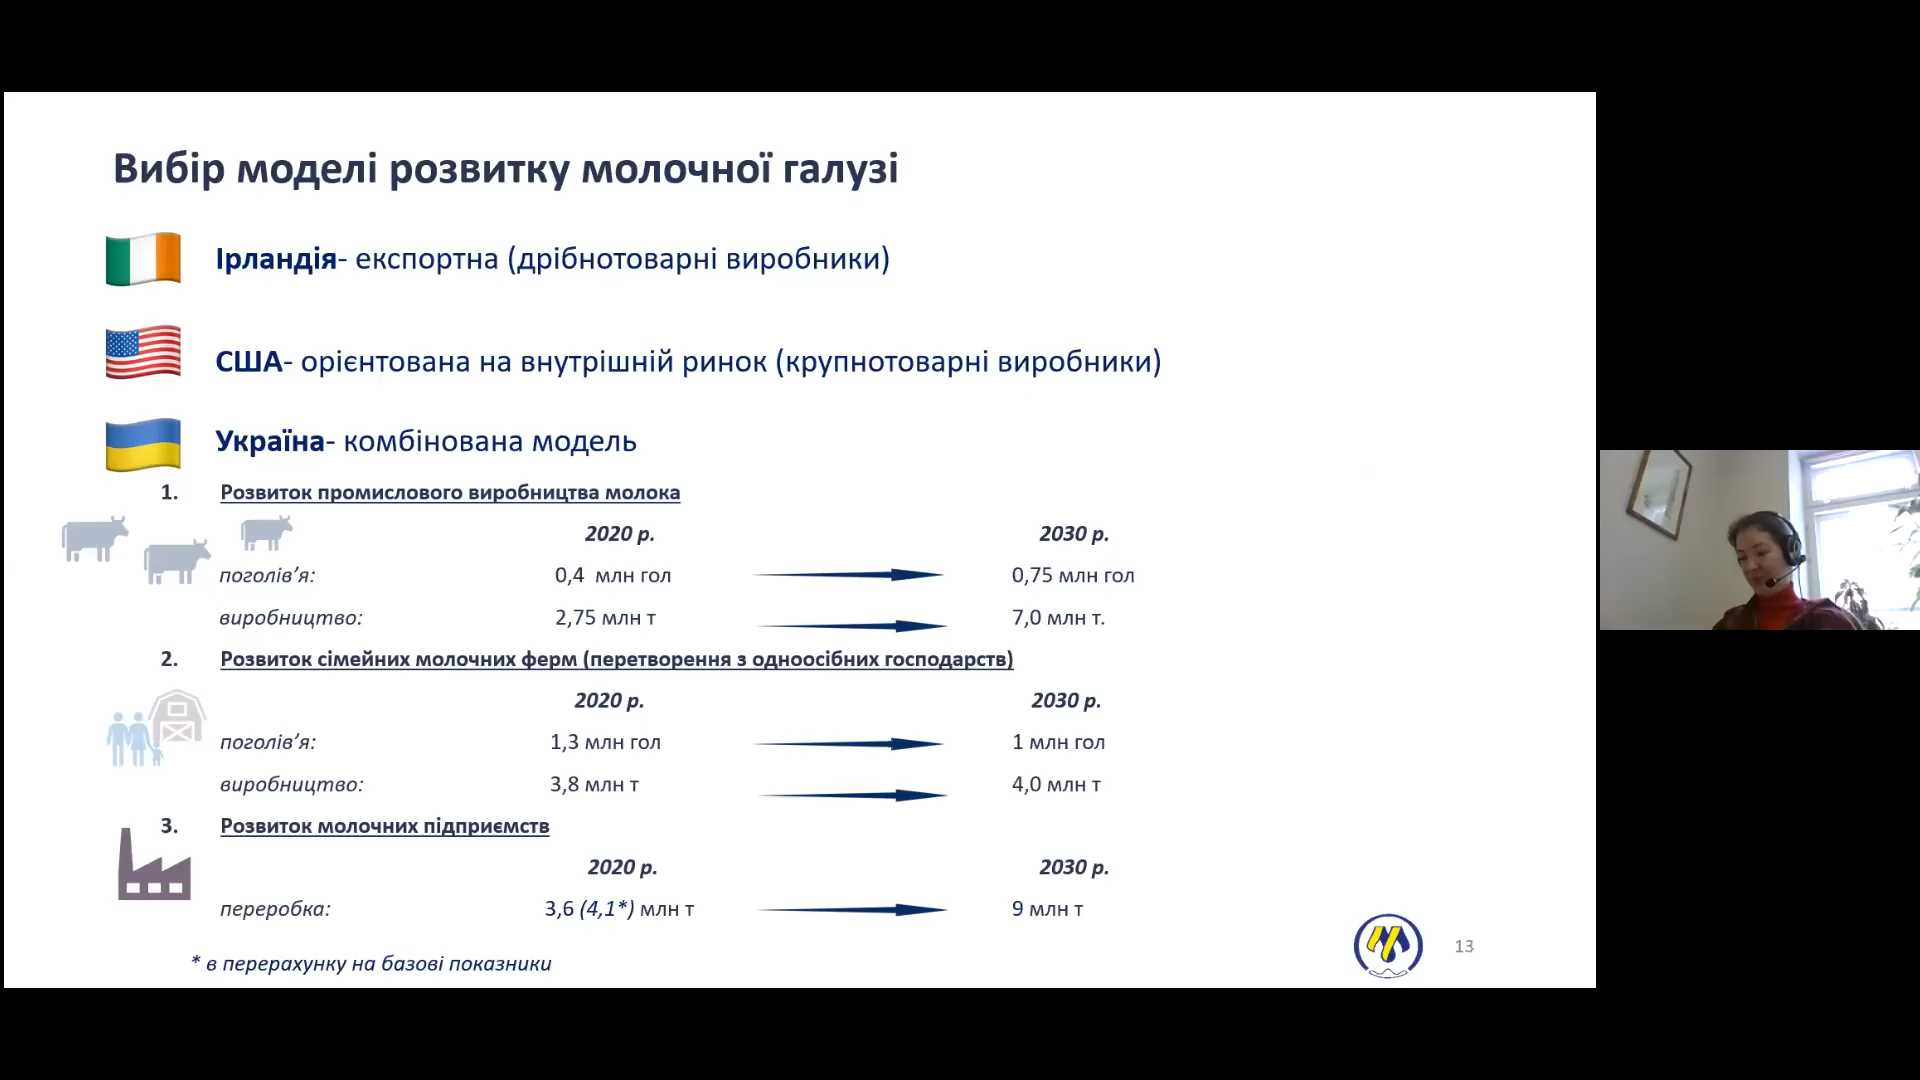 Вибір моделі розвитку молочної галузі
Ірландія- експортна (дрібнотоварні виробники)
США- орієнтована на внутрішній ринок (крупнотоварні виробники)
Україна- комбінована модель
1. Розвиток промислового виробництва молока
2020 р. 2030 р.
поголів’я: 0,4 млн гол 0,75 млн гол
виробництво: 2,75 млн т 7,0 млн т.
2. Розвиток сімейних молочних ферм (перетворення з одноосібних господарств)
2020 р. 2030 р.
поголів’я: 1,3 млн гол 1 млн гол
виробництво: 3,8 млн т 4,0 млн т
3. Розвиток молочних підприємств
2020 р. 2030 р.
переробка: 3,6 (4,1*) млн т 9 млн т
* в перерахунку на базові показники
13